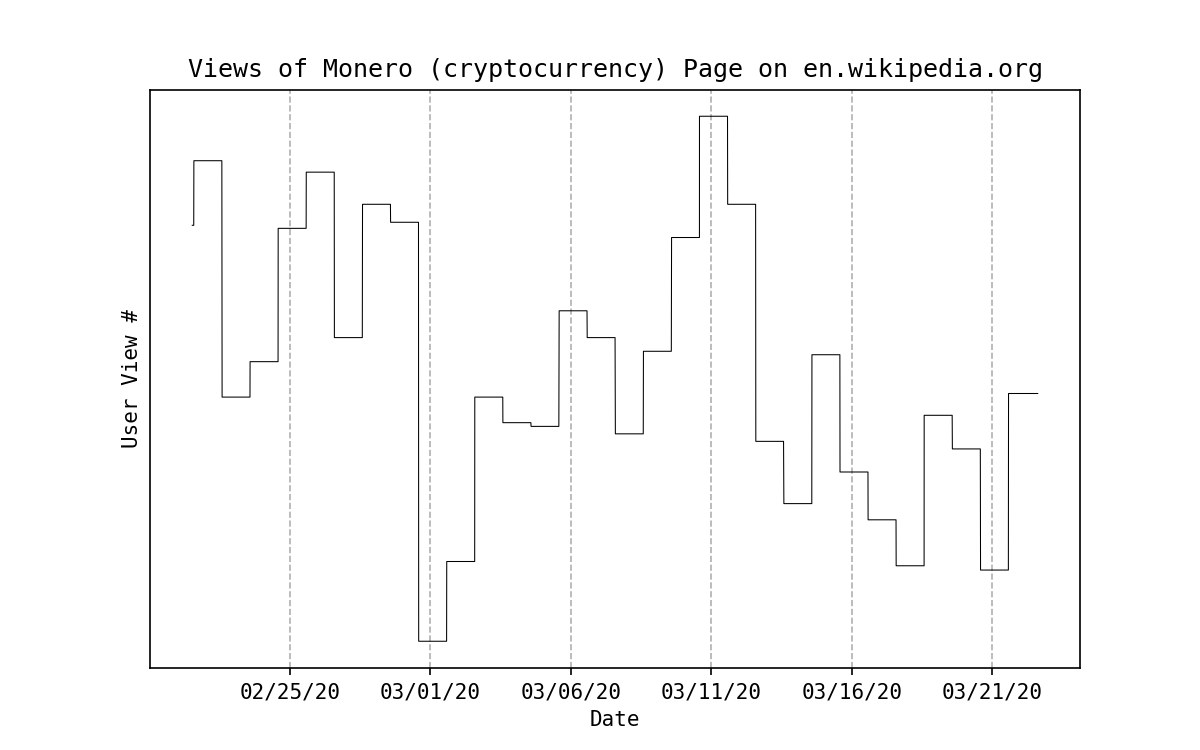 Views of Monero (cryptocurrency) Page on en.wikipedia.org
User View #
02/25/20 03/01/20 03/06/20 03/11/20 03/16/20 03/21/20
Date